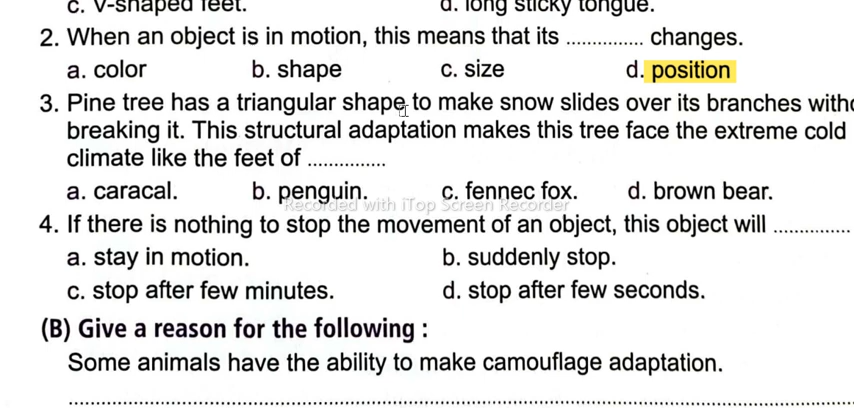 c. V-shaped feet. d. long sticky tongue.
2. When an object is in motion, this means that its .............. changes.
a. color b. shape c. size d. position
3. Pine tree has a triangular shape to make snow slides over its branches
breaking it. This structural adaptation makes this tree face the extreme cold
climate like the feet of ..............
a. caracal. b. penguin. c. fennec fox. d. brown bear.
Recorded with iTop Screen Recorder
4. If there is nothing to stop the movement of an object, this object will ..............
a. stay in motion. b. suddenly stop.
c. stop after few minutes. d. stop after few seconds.
(B) Give a reason for the following :
Some animals have the ability to make camouflage adaptation.